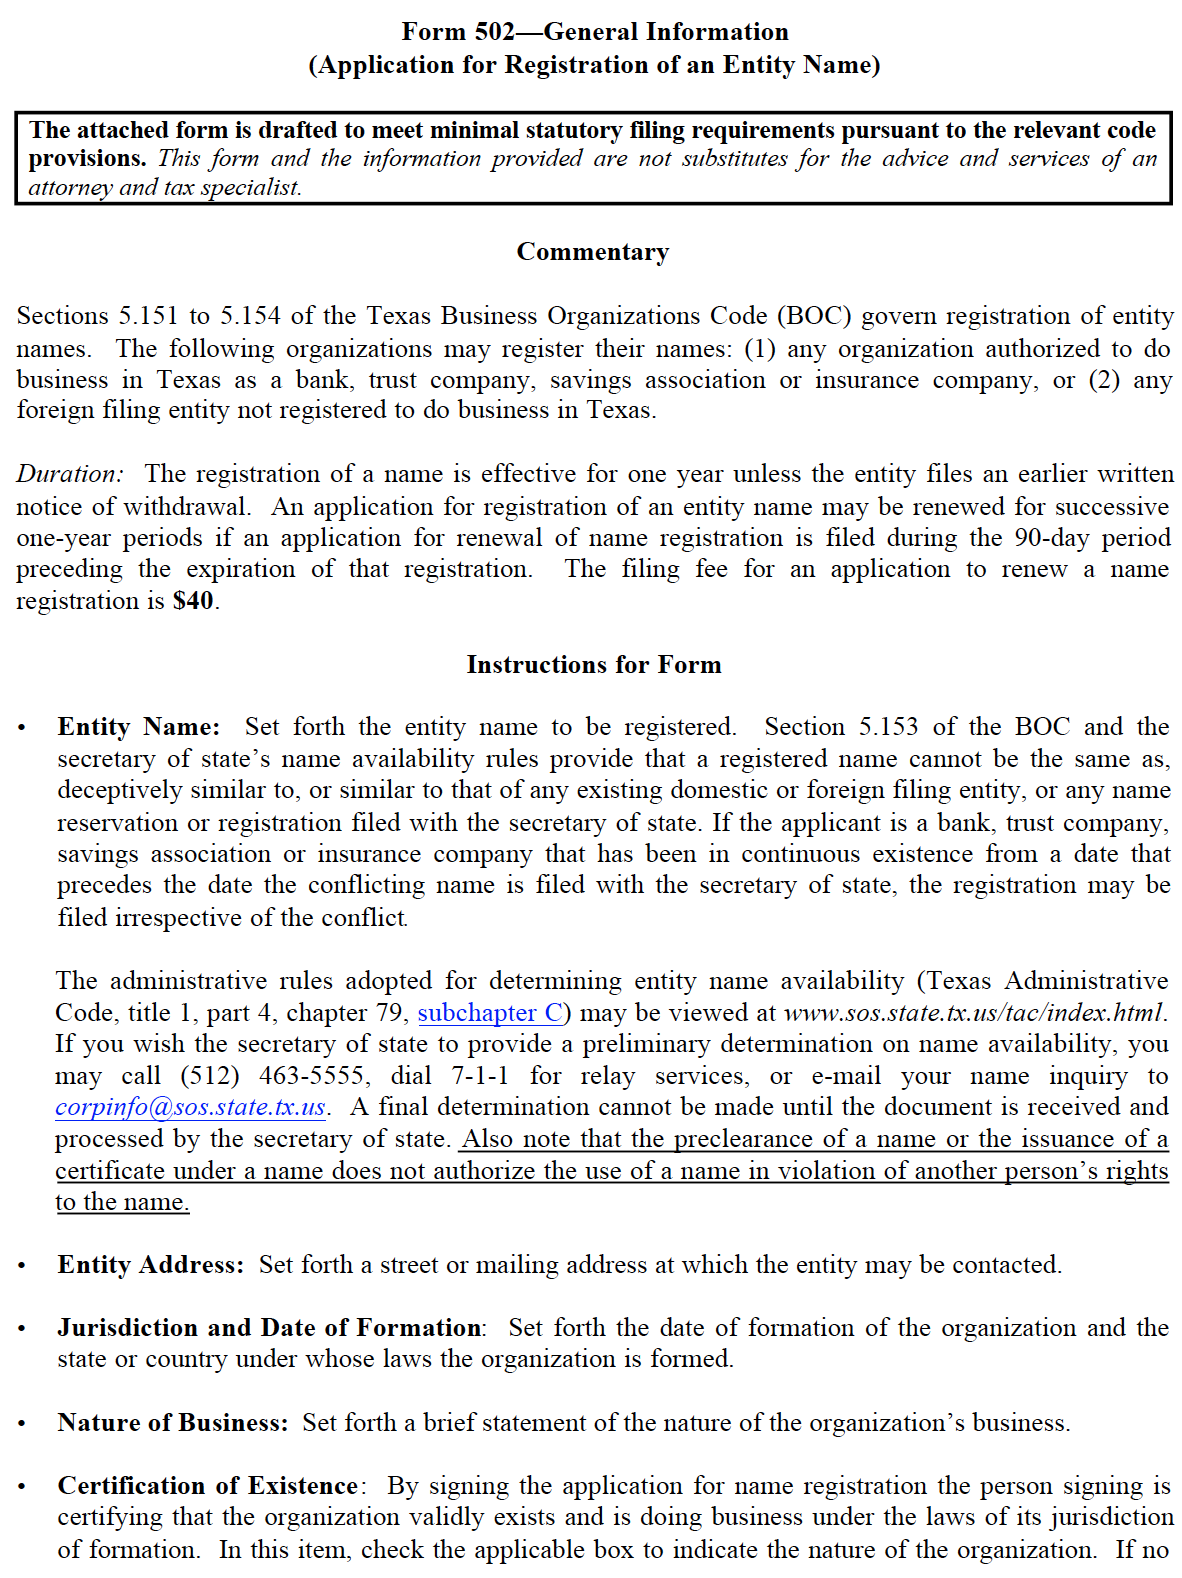 Form 502—General Information
(Application for Registration of an Entity Name)
The attached form is drafted to meet minimal statutory filing requirements pursuant to the relevant code
provisions. This form and the information provided are not substitutes for the advice and services of an
attorney and tax specialist.
Commentary
Sections 5.151 to 5.154 of the Texas Business Organizations Code (BOC) govern registration of entity
names. The following organizations may register their names: (1) any organization authorized to do
business in Texas as a bank, trust company, savings association or insurance company, or (2) any
foreign filing entity not registered to do business in Texas.
Duration: The registration of a name is effective for one year unless the entity files an earlier written
notice of withdrawal. An application for registration of an entity name may be renewed for successive
one-year periods if an application for renewal of name registration is filed during the 90-day period
preceding the expiration of that registration. The filing fee for an application to renew a name
registration is $40.
Instructions for Form
• Entity Name: Set forth the entity name to be registered. Section 5.153 of the BOC and the
secretary of state’s name availability rules provide that a registered name cannot be the same as,
deceptively similar to, or similar to that of any existing domestic or foreign filing entity, or any name
reservation or registration filed with the secretary of state. If the applicant is a bank, trust company,
savings association or insurance company that has been in continuous existence from a date that
precedes the date the conflicting name is filed with the secretary of state, the registration may be
filed irrespective of the conflict.
The administrative rules adopted for determining entity name availability (Texas Administrative
Code, title 1, part 4, chapter 79, subchapter C) may be viewed at www.sos.state.tx.us/tac/index.html.
If you wish the secretary of state to provide a preliminary determination on name availability, you
may call (512) 463-5555, dial 7-1-1 for relay services, or e-mail your name inquiry to
corpinfo@sos.state.tx.us. A final determination cannot be made until the document is received and
processed by the secretary of state. Also note that the preclearance of a name or the issuance of a
certificate under a name does not authorize the use of a name in violation of another person’s rights
to the name.
• Entity Address: Set forth a street or mailing address at which the entity may be contacted.
• Jurisdiction and Date of Formation: Set forth the date of formation of the organization and the
state or country under whose laws the organization is formed.
• Nature of Business: Set forth a brief statement of the nature of the organization’s business.
• Certification of Existence: By signing the application for name registration the person signing is
certifying that the organization validly exists and is doing business under the laws of its jurisdiction
of formation. In this item, check the applicable box to indicate the nature of the organization. If no